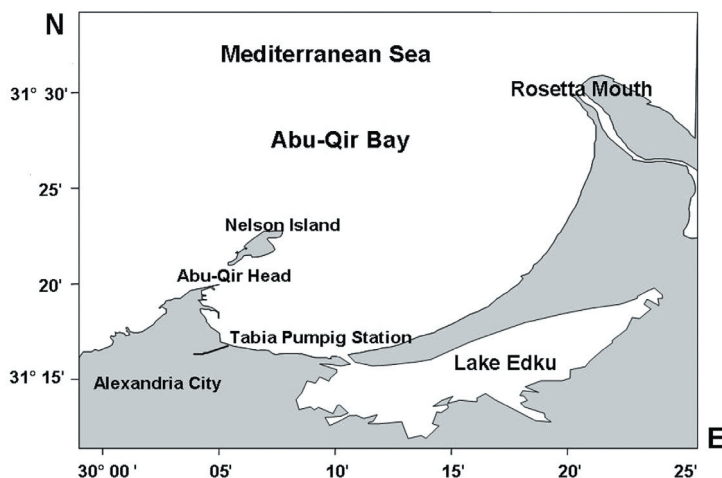 N
Mediterranean Sea
31° 30'
Rosetta Mouth
Abu-Qir Bay
25'
Nelson Island
Abu-Qir Head
20'
Tabia Pumpig Station
Lake Edku
31° 15'
Alexandria City
E
30° 00' 05' 10' 15' 20' 25'